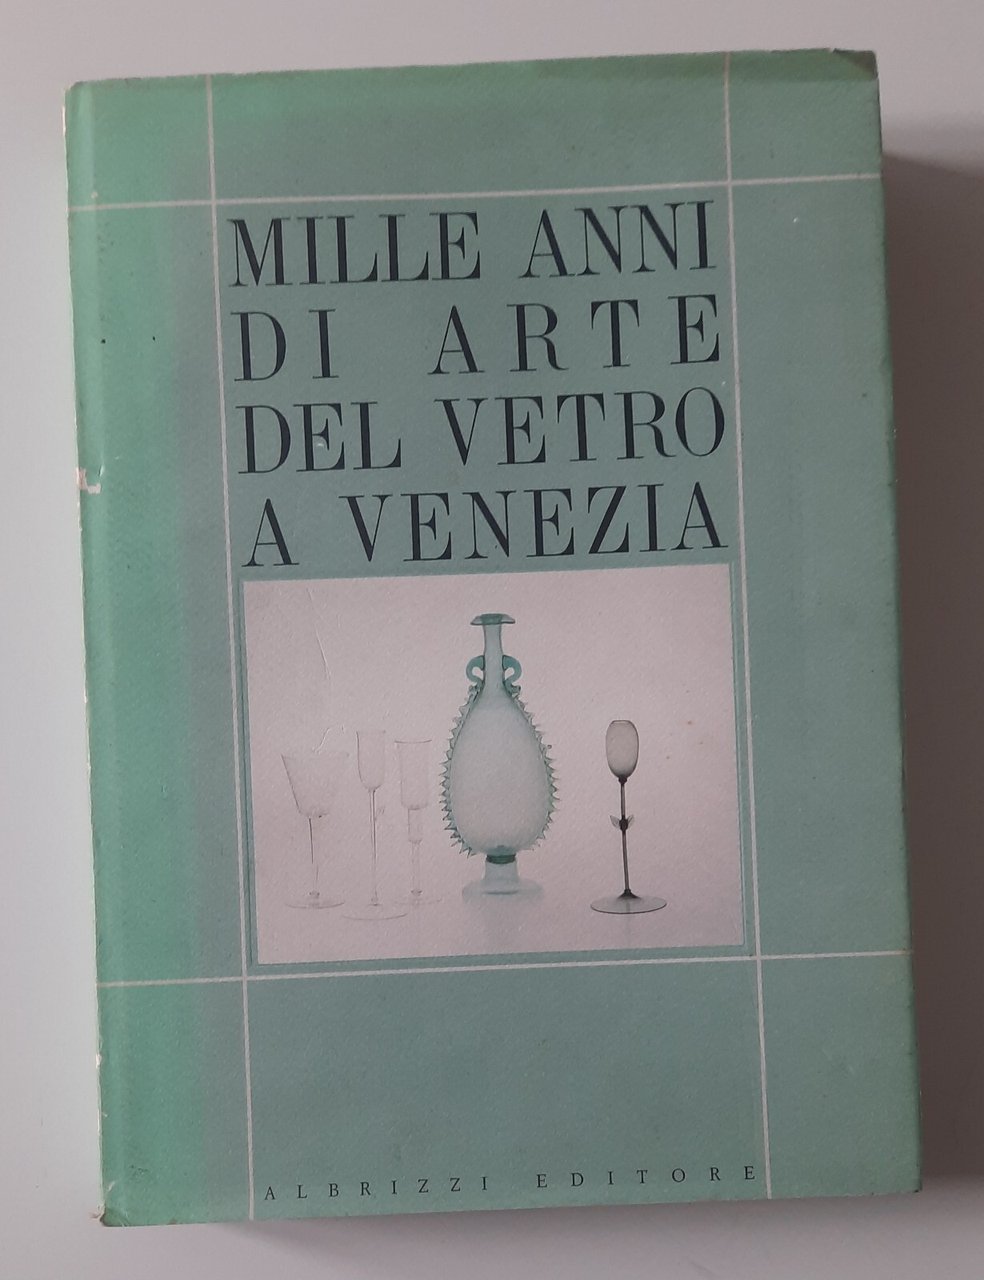 MILLE ANNI
DI ARTE
DEL VETRO
A VENEZIA
ALBRIZZI EDITORE